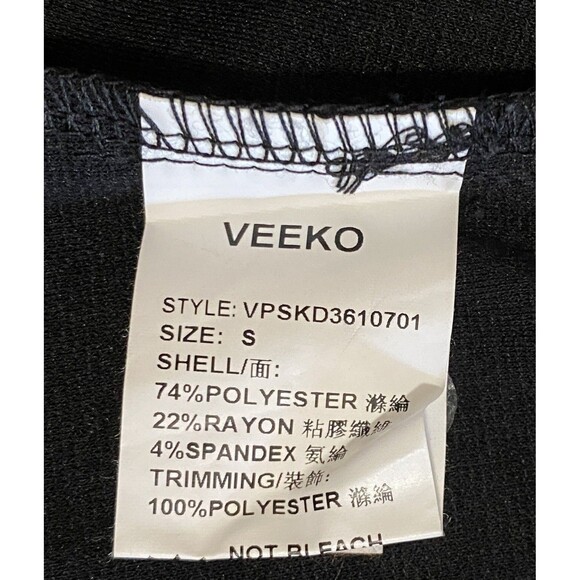 VEEKO
STYLE: VPSKD3610701
SIZE: S
SHELL/面:
74%POLYESTER 滌綸
22%RAYON 粘膠纖維
4%SPANDEX 氨綸
TRIMMING/裝飾:
100%POLYESTER 滌綸
NOT BLEACH